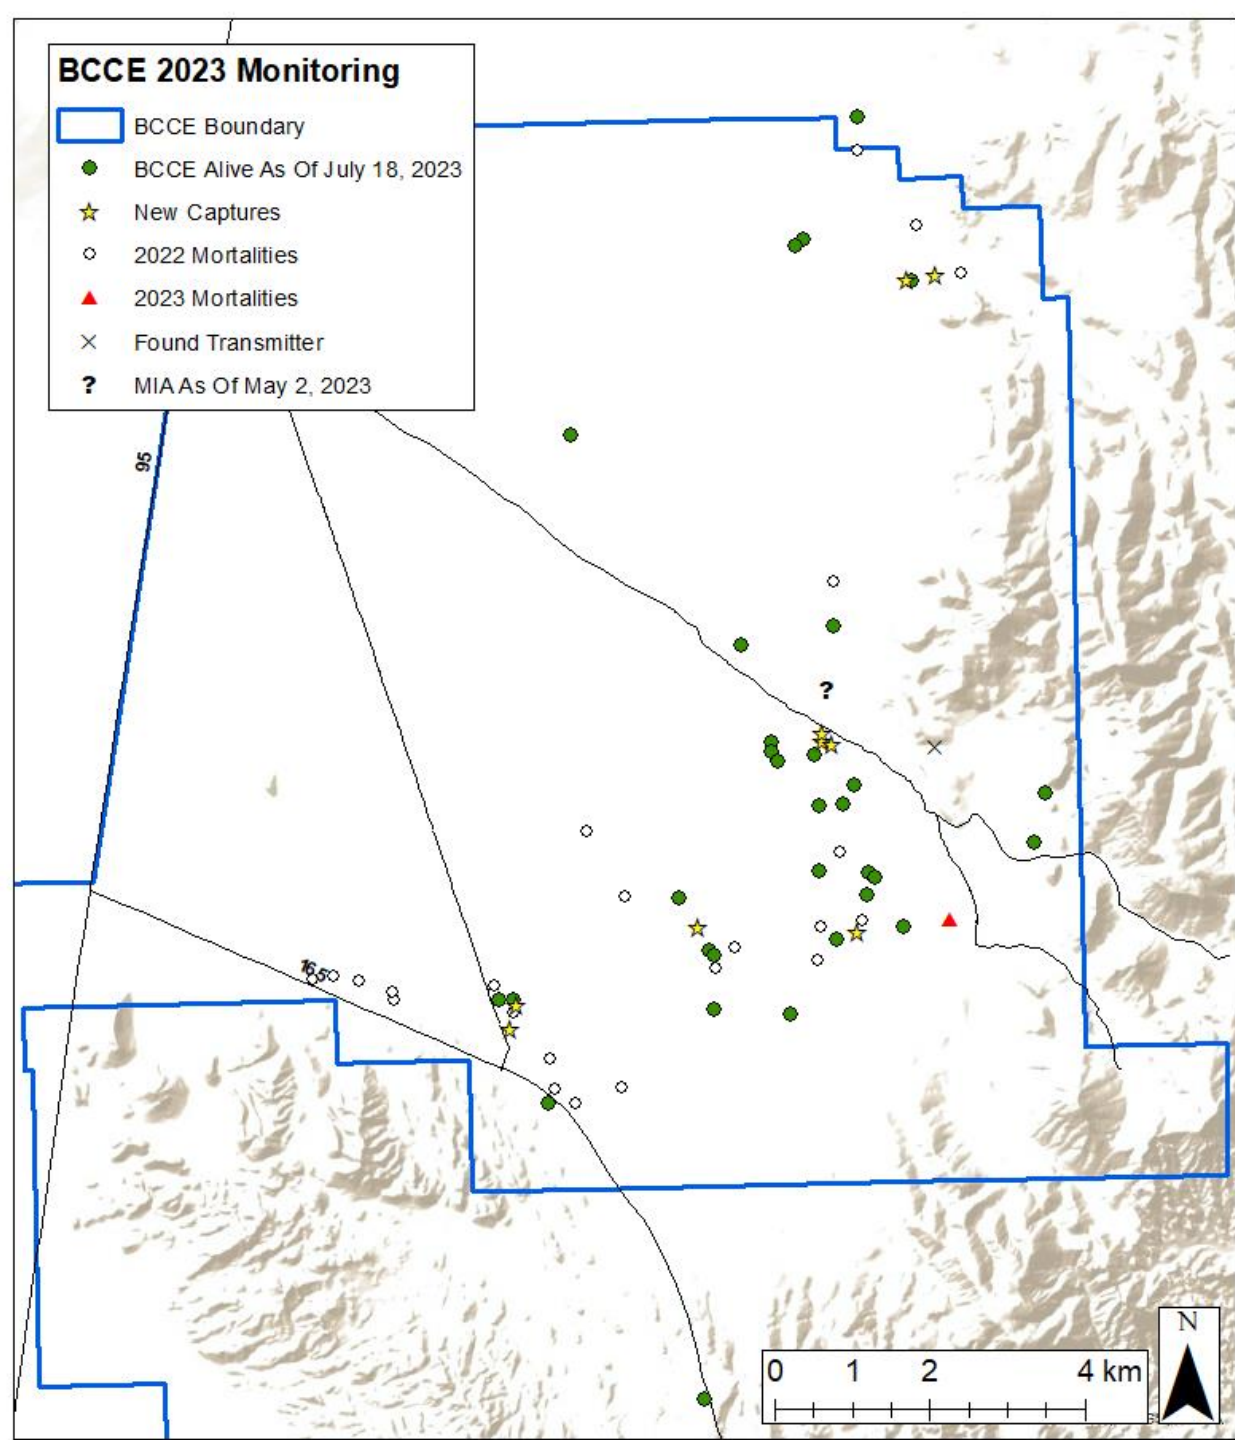 BCCE 2023 Monitoring
BCCE Boundary
BCCE Alive As Of July 18, 2023
New Captures
2022 Mortalities
2023 Mortalities
Found Transmitter
? MIA As Of May 2, 2023
95
?
165
N
0 1 2 4 km